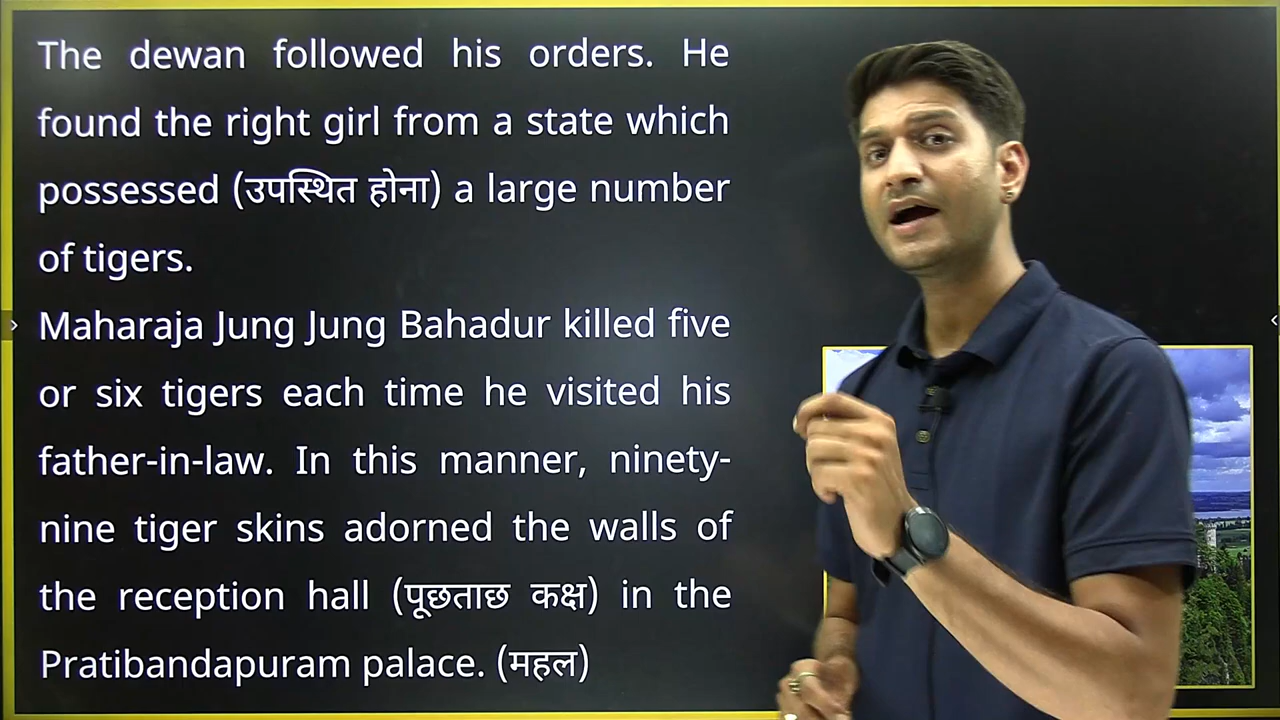 The dewan followed his orders. He
found the right girl from a state which
possessed (उपस्थित होना) a large number
of tigers.
Maharaja Jung Jung Bahadur killed five
or six tigers each time he visited his
father-in-law. In this manner, ninety-
nine tiger skins adorned the walls of
the reception hall (पूछताछ कक्ष) in the
Pratibandapuram palace. (महल)